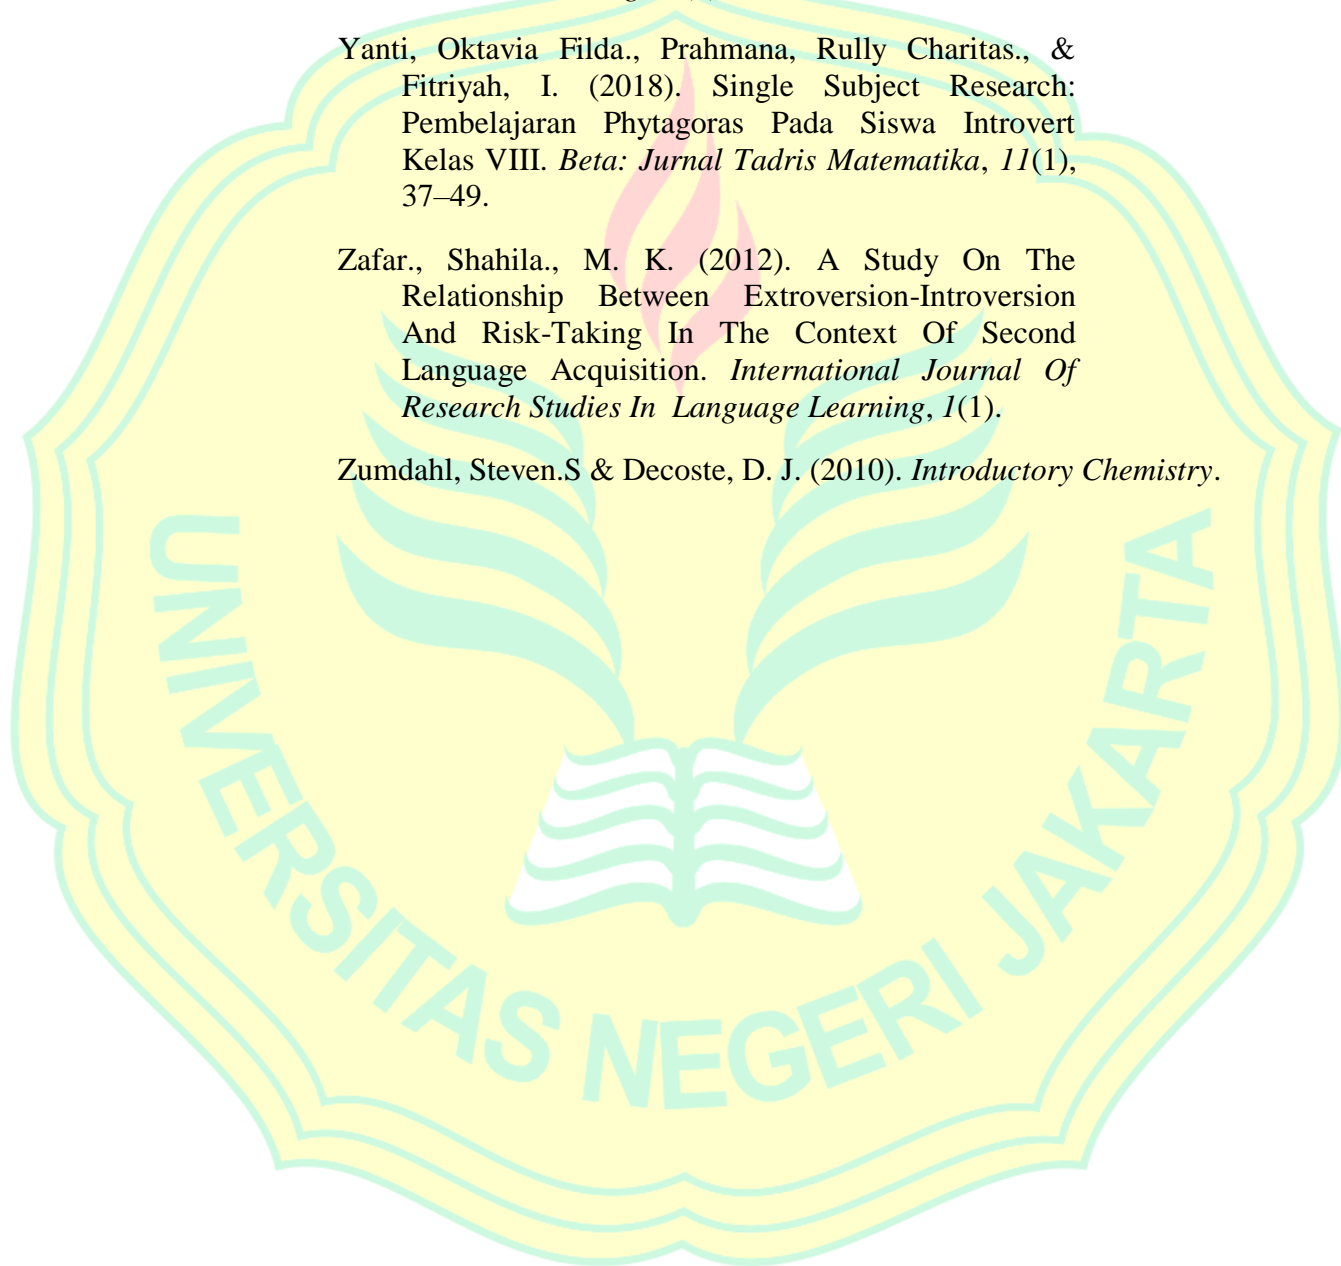 Yanti, Oktavia Filda., Prahmana, Rully Charitas., &
Fitriyah, I. (2018). Single Subject Research:
Pembelajaran Phytagoras Pada Siswa Introvert
Kelas VIII. Beta: Jurnal Tadris Matematika, 11(1),
37–49.
Zafar., Shahila., M. K. (2012). A Study On The
Relationship Between Extroversion-Introversion
And Risk-Taking In The Context Of Second
Language Acquisition. International Journal Of
Research Studies In Language Learning, 1(1).
Zumdahl, Steven.S & Decoste, D. J. (2010). Introductory Chemistry.
UNIVERSITAS NEGERI JAKARTA